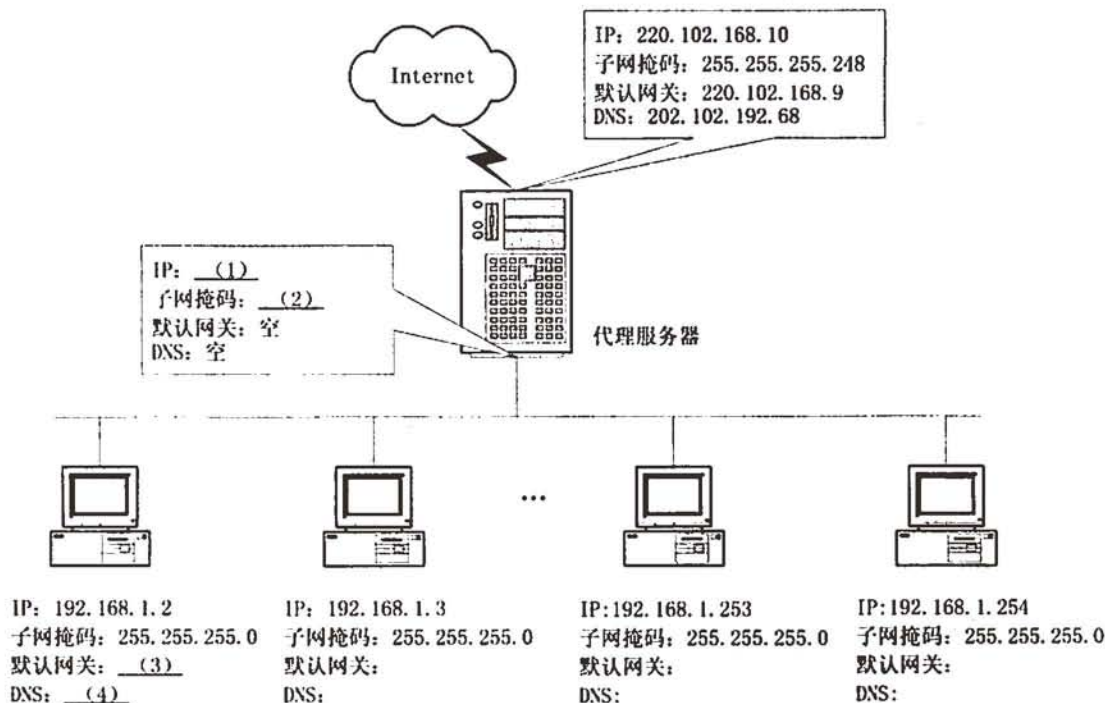 Internet
IP: 220.102.168.10
子网掩码: 255.255.255.248
默认网关: 220.102.168.9
DNS: 202.102.192.68
IP: (1)
子网掩码: (2)
默认网关: 空
DNS: 空
代理服务器
...
IP: 192.168.1.2
子网掩码: 255.255.255.0
默认网关: (3)
DNS: (4)
IP: 192.168.1.3
子网掩码: 255.255.255.0
默认网关:
DNS:
IP:192.168.1.253
子网掩码: 255.255.255.0
默认网关:
DNS:
IP:192.168.1.254
子网掩码: 255.255.255.0
默认网关:
DNS: